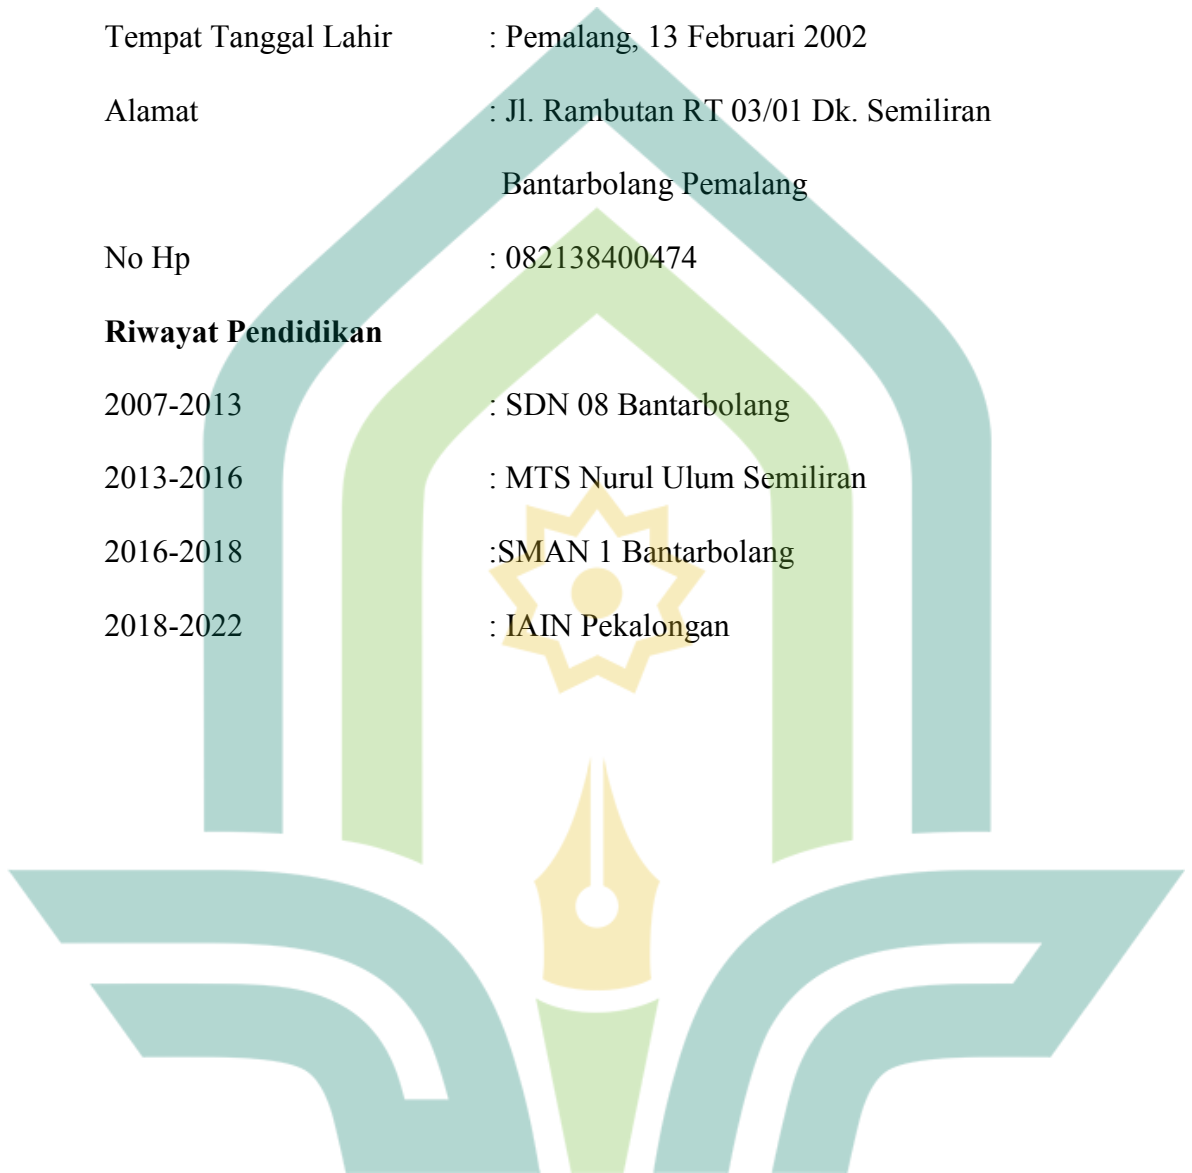 Tempat Tanggal Lahir : Pemalang, 13 Februari 2002
Alamat : Jl. Rambutan RT 03/01 Dk. Semiliran
Bantarbolang Pemalang
No Hp : 082138400474
Riwayat Pendidikan
2007-2013 : SDN 08 Bantarbolang
2013-2016 : MTS Nurul Ulum Semiliran
2016-2018 :SMAN 1 Bantarbolang
2018-2022 : IAIN Pekalongan